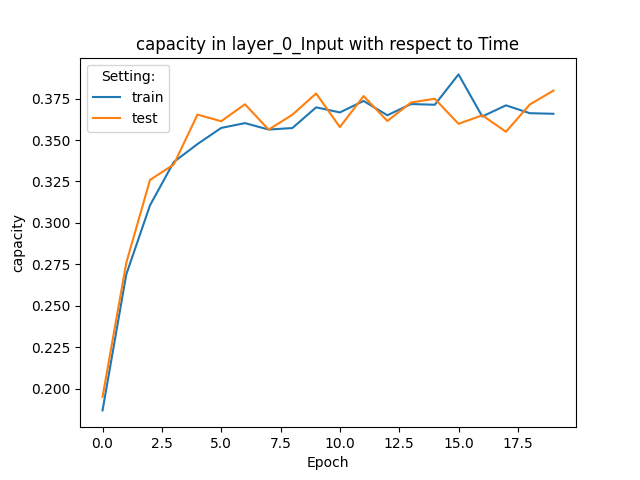 capacity in layer_0_Input with respect to Time
Setting:
train
test
0.375
0.350
0.325
0.300
0.275
0.250
0.225
0.200
capacity
0.0 2.5 5.0 7.5 10.0 12.5 15.0 17.5
Epoch